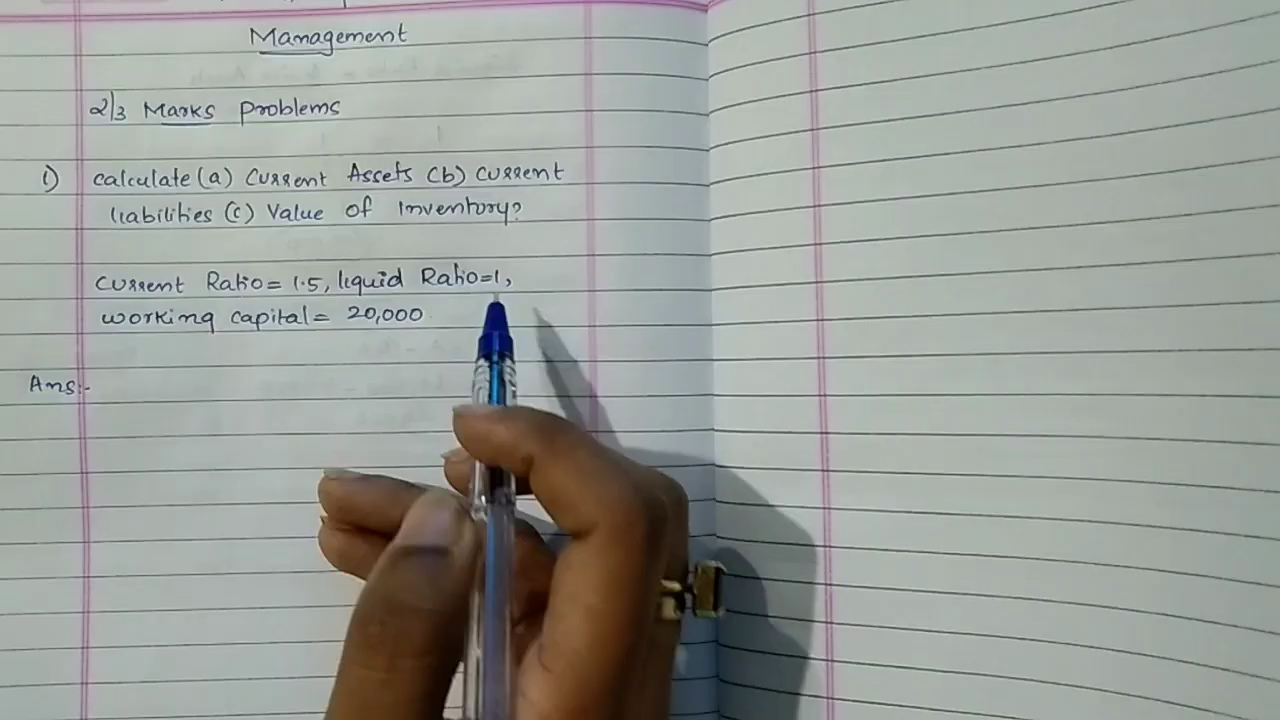 Management
2/3 Marks Problems
1) Calculate (a) Current Assets (b) Current
liabilities (c) Value of Inventory?
Current Ratio = 1.5, liquid Ratio = 1,
Working capital = 20,000
Ans:-